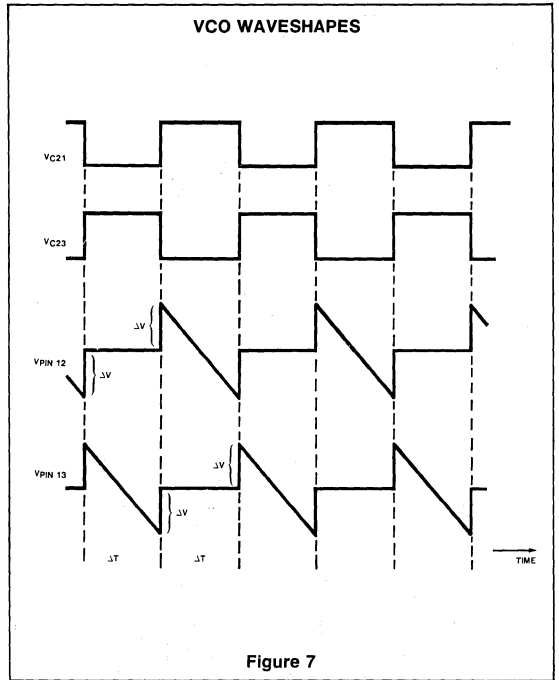 VCO WAVESHAPES
VC21
VC23
ΔV
VPIN 12
ΔV
ΔV
VPIN 13
ΔV
ΔT ΔT
TIME
Figure 7